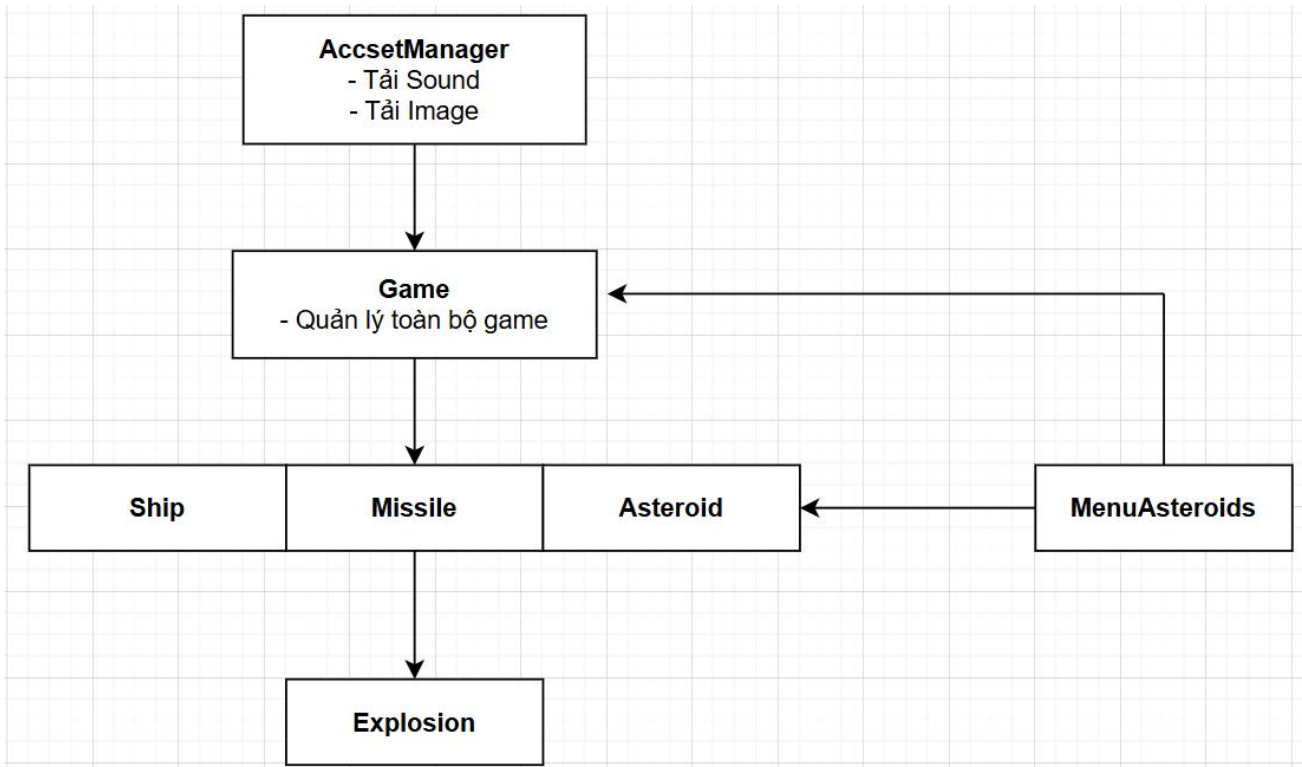 AccsetManager
- Tải Sound
- Tải Image
Game
- Quản lý toàn bộ game
Ship
Missile
Asteroid
MenuAsteroids
Explosion